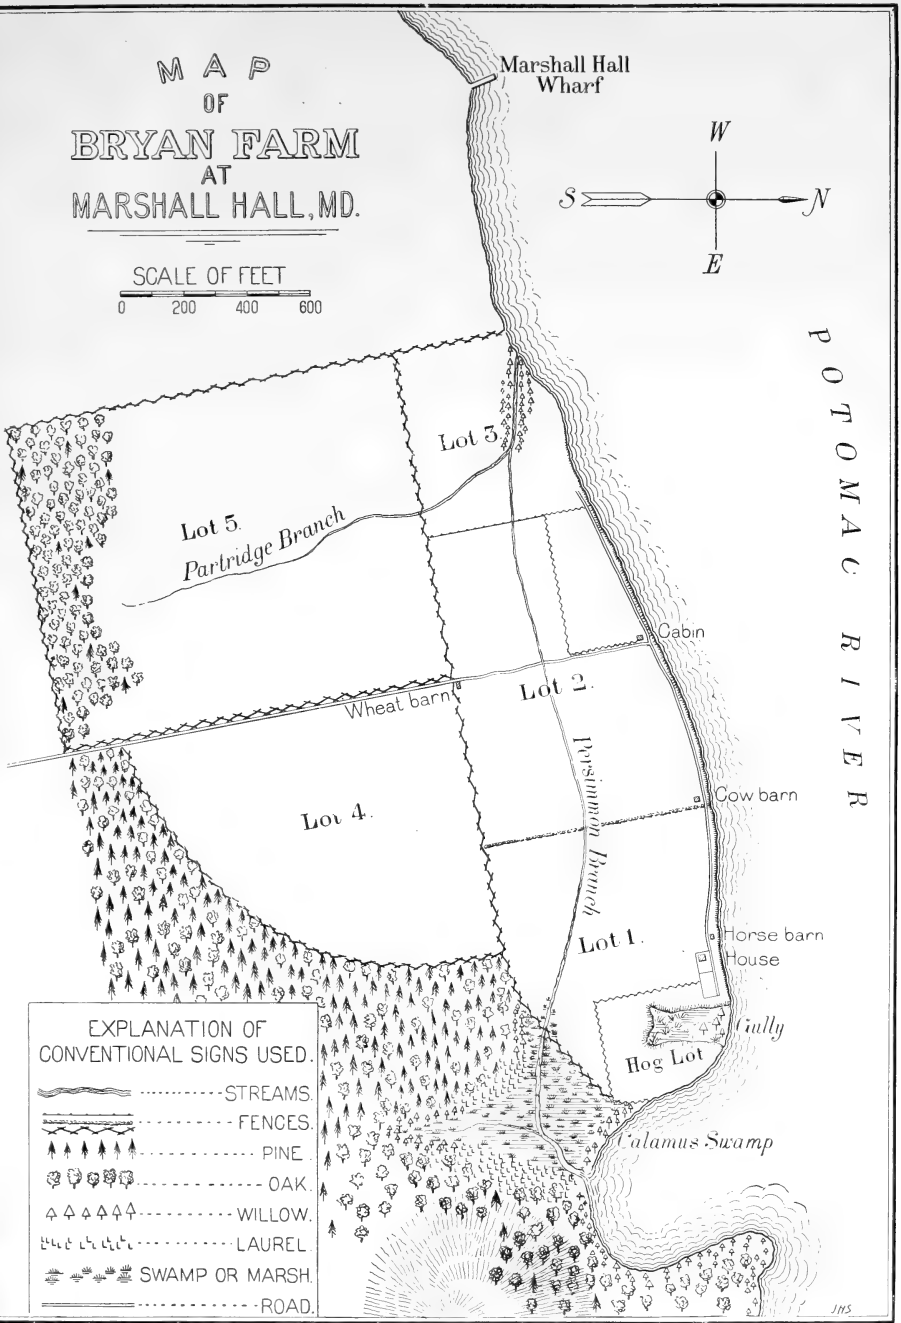 MAP
OF
BRYAN FARM
AT
MARSHALL HALL, MD.
SCALE OF FEET
0 200 400 600
Marshall Hall
Wharf
W
S N
E
POTOMAC RIVER
Lot 3.
Lot 5.
Partridge Branch
Cabin
Lot 2.
Wheat barn
Persimmon Branch
Cow barn
Lot 4.
Lot 1.
Horse barn
House
Gully
Hog Lot
Calamus Swamp
EXPLANATION OF
CONVENTIONAL SIGNS USED.
STREAMS.
FENCES.
PINE.
OAK.
WILLOW.
LAUREL.
SWAMP OR MARSH.
ROAD.
JHS